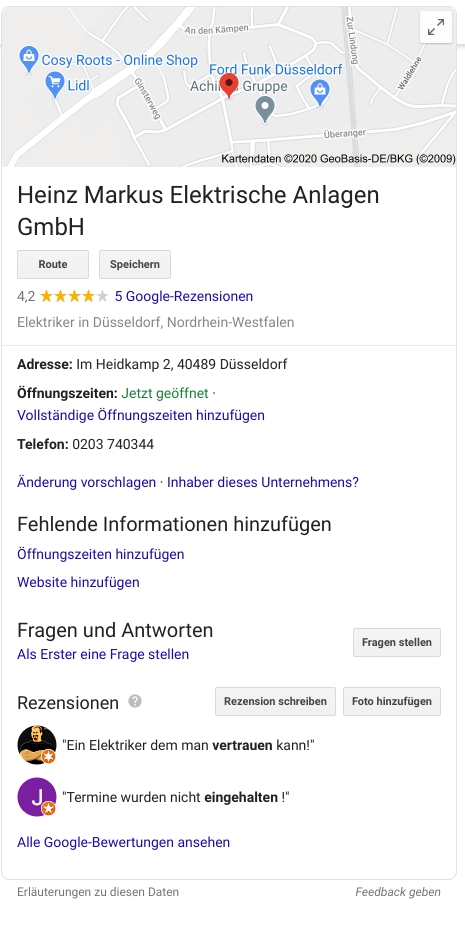 An den Kämpen
Zur Lindung
Cosy Roots - Online Shop
Ford Funk Düsseldorf
Waldlehne
Lidl
Ginsterweg
Gruppe
Überanger
Kartendaten ©2020 GeoBasis-DE/BKG (©2009)
Heinz Markus Elektrische Anlagen
GmbH
Route Speichern
4,2 5 Google-Rezensionen
Elektriker in Düsseldorf, Nordrhein-Westfalen
Adresse: Im Heidkamp 2, 40489 Düsseldorf
Öffnungszeiten: Jetzt geöffnet ·
Vollständige Öffnungszeiten hinzufügen
Telefon: 0203 740344
Änderung vorschlagen · Inhaber dieses Unternehmens?
Fehlende Informationen hinzufügen
Öffnungszeiten hinzufügen
Website hinzufügen
Fragen und Antworten
Fragen stellen
Als Erster eine Frage stellen
Rezensionen ? Rezension schreiben Foto hinzufügen
"Ein Elektriker dem man vertrauen kann!"
J "Termine wurden nicht eingehalten !"
Alle Google-Bewertungen ansehen
Erläuterungen zu diesen Daten Feedback geben